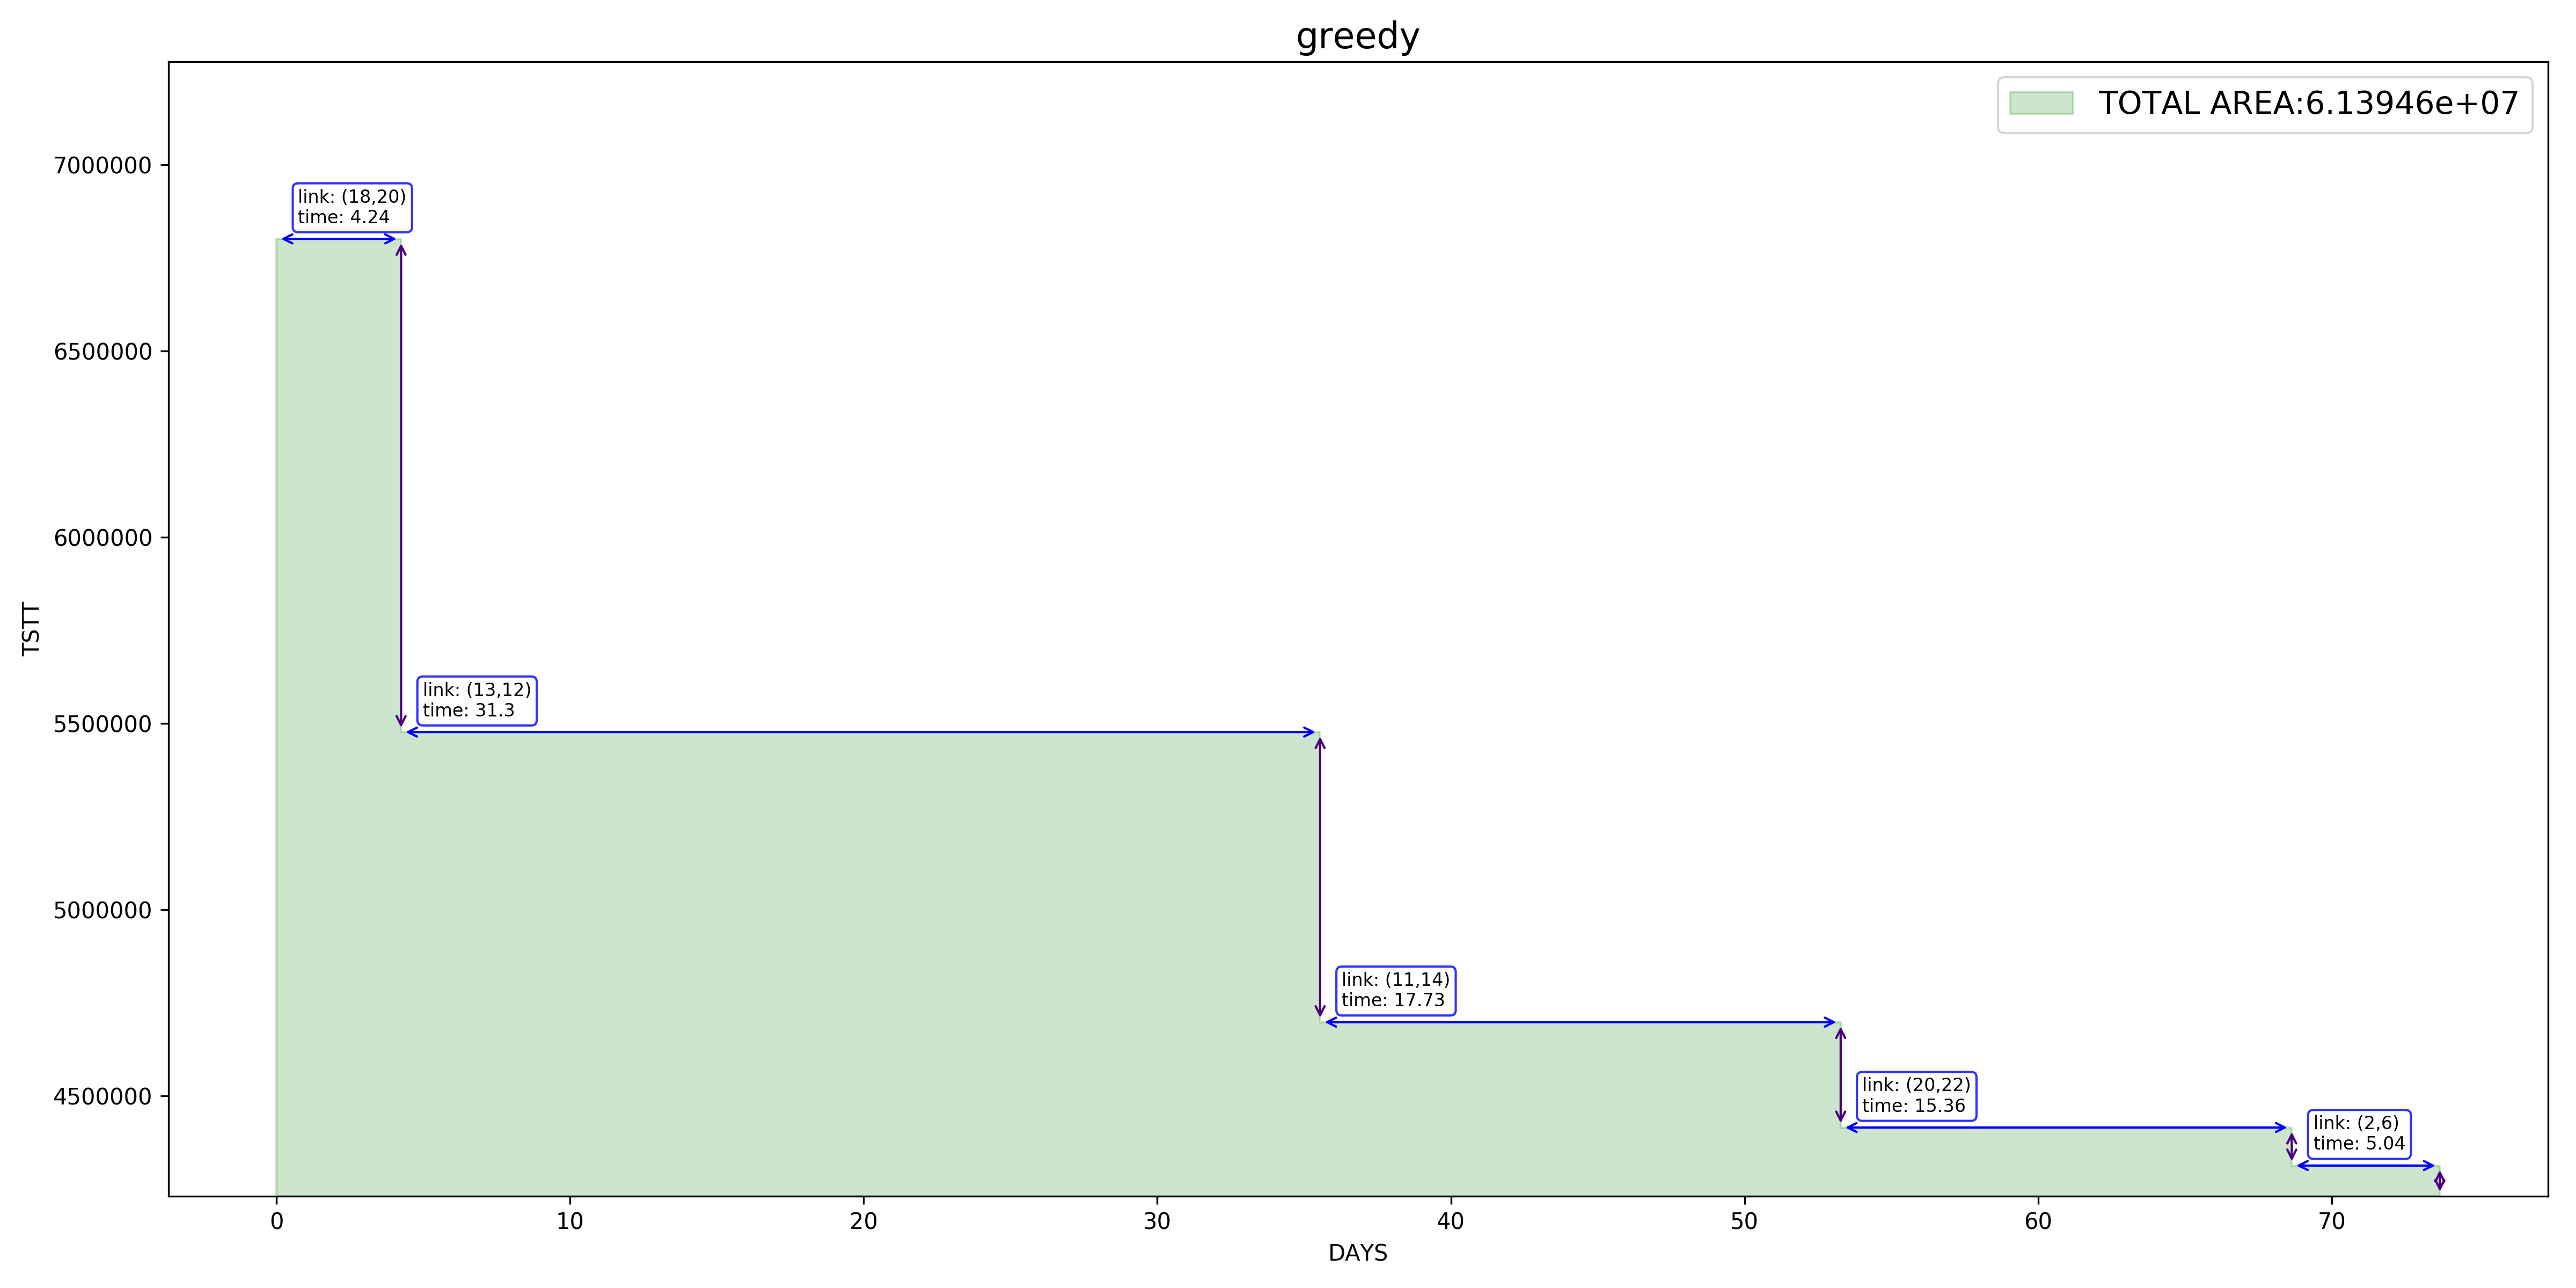 greedy
TOTAL AREA:6.13946e+07
7000000
6500000
6000000
5500000
5000000
4500000
TSTT
link: (18,20)
time: 4.24
link: (13,12)
time: 31.3
link: (11,14)
time: 17.73
link: (20,22)
time: 15.36
link: (2,6)
time: 5.04
0 10 20 30 40 50 60 70
DAYS